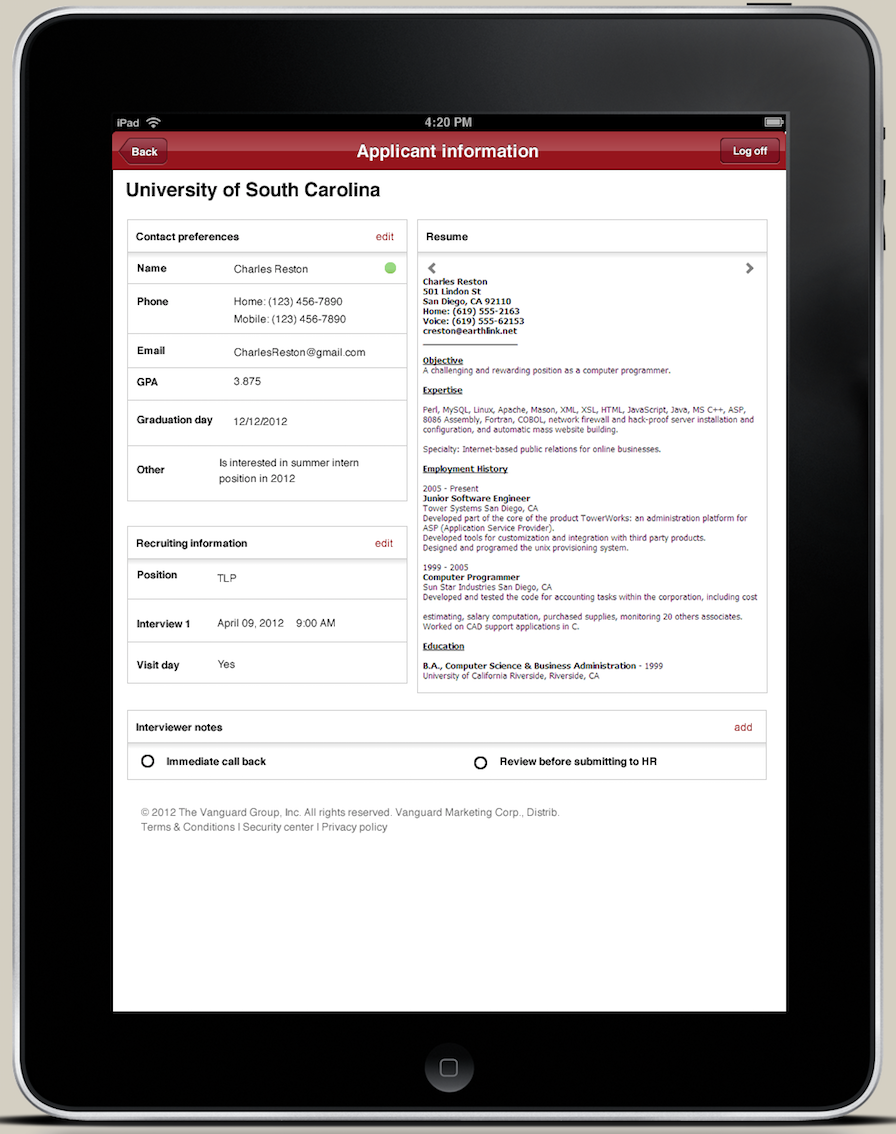 iPad 4:20 PM
Back Applicant information Log off
University of South Carolina
Contact preferences edit
Name Charles Reston
Phone Home: (123) 456-7890
Mobile: (123) 456-7890
Email CharlesReston@gmail.com
GPA 3.875
Graduation day 12/12/2012
Other Is interested in summer intern
position in 2012
Recruiting information edit
Position TLP
Interview 1 April 09, 2012 9:00 AM
Visit day Yes
Resume
Charles Reston
501 Lindon St
San Diego, CA 92110
Home: (619) 555-2163
Voice: (619) 555-62153
creston@earthlink.net
Objective
A challenging and rewarding position as a computer programmer.
Expertise
Perl, MySQL, Linux, Apache, Mason, XML, XSL, HTML, JavaScript, Java, MS C++, ASP,
8086 Assembly, Fortran, COBOL, network firewall and hack-proof server installation and
configuration, and automatic mass website building.
Specialty: Internet-based public relations for online businesses.
Employment History
2005 - Present
Junior Software Engineer
Tower Systems San Diego, CA
Developed part of the core of the product TowerWorks: an administration platform for
ASP (Application Service Provider).
Developed tools for customization and integration with third party products.
Designed and programed the unix provisioning system.
1999 - 2005
Computer Programmer
Sun Star Industries San Diego, CA
Developed and tested the code for accounting tasks within the corporation, including cost
estimating, salary computation, purchased supplies, monitoring 20 others associates.
Worked on CAD support applications in C.
Education
B.A., Computer Science & Business Administration - 1999
University of California Riverside, Riverside, CA
Interviewer notes add
Immediate call back Review before submitting to HR
© 2012 The Vanguard Group, Inc. All rights reserved. Vanguard Marketing Corp., Distrib.
Terms & Conditions | Security center | Privacy policy